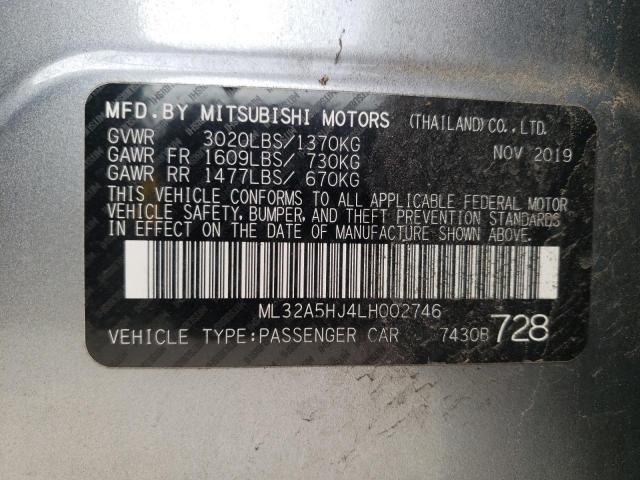 MFD. BY MITSUBISHI MOTORS (THAILAND) CO., LTD.
GVWR 3020LBS/1370KG
NOV 2019
GAWR FR 1609LBS/ 730KG
GAWR RR 1477LBS/ 670KG
THIS VEHICLE CONFORMS TO ALL APPLICABLE FEDERAL MOTOR
VEHICLE SAFETY, BUMPER, AND THEFT PREVENTION STANDARDS
IN EFFECT ON THE DATE OF MANUFACTURE SHOWN ABOVE.
ML32A5HJ4LH002746
VEHICLE TYPE:PASSENGER CAR 7430B 728